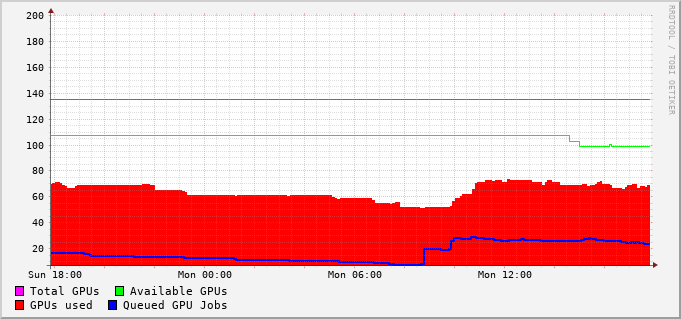 200
180
160
140
120
100
80
60
40
20
Sun 18:00 Mon 00:00 Mon 06:00 Mon 12:00
Total GPUs Available GPUs
GPUs used Queued GPU Jobs
RRDTOOL / TOBI OETIKER